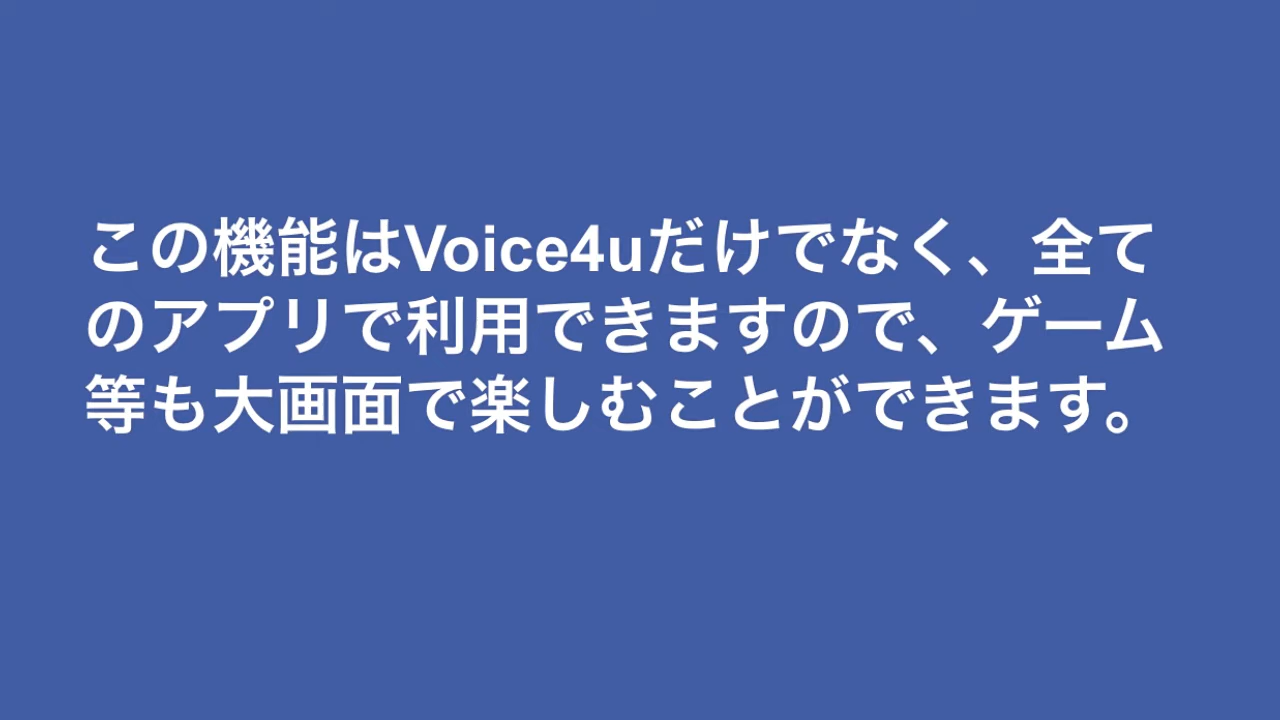 この機能はVoice4uだけでなく、全て
のアプリで利用できますので、ゲーム
等も大画面で楽しむことができます。